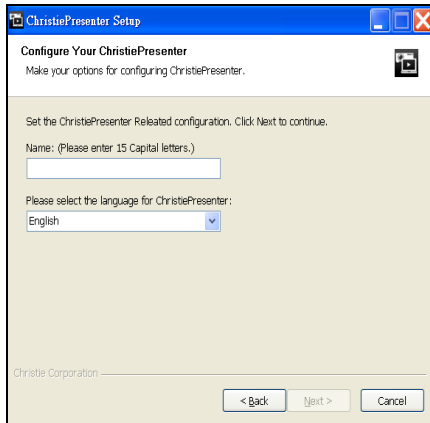 ChristiePresenter Setup
Configure Your ChristiePresenter
Make your options for configuring ChristiePresenter.
Set the ChristiePresenter Releated configuration. Click Next to continue.
Name: (Please enter 15 Capital letters.)
Please select the language for ChristiePresenter:
English
Christie Corporation
< Back Next > Cancel